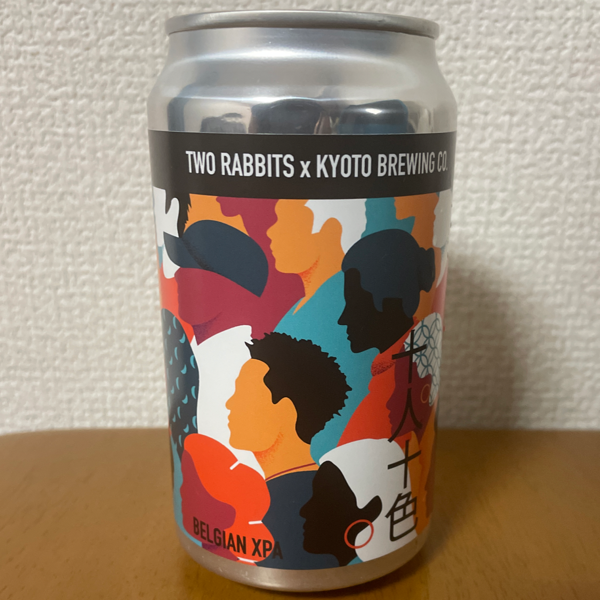 TWO RABBITS x KYOTO BREWING CO.
十人十色
BELGIAN XPA